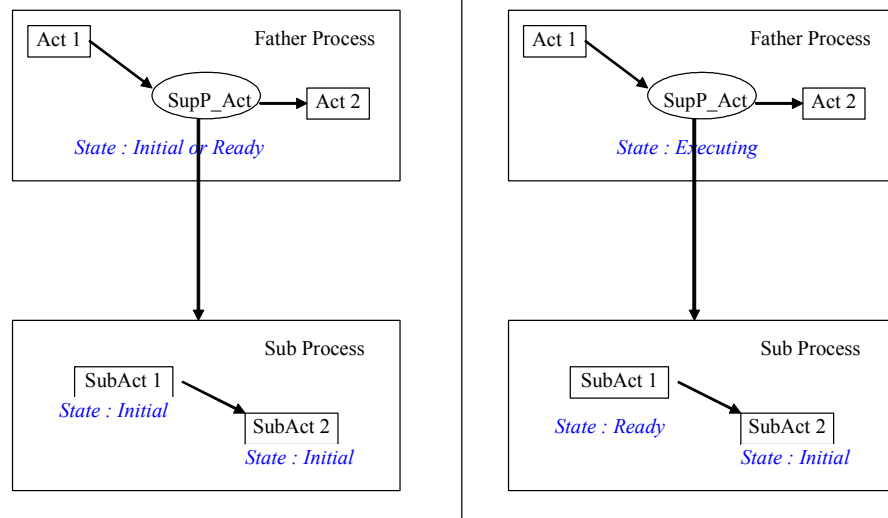 Act 1
Father Process
SupP_Act
Act 2
State : Initial or Ready
Sub Process
SubAct 1
State : Initial
SubAct 2
State : Initial
Act 1
Father Process
SupP_Act
Act 2
State : Executing
Sub Process
SubAct 1
State : Ready
SubAct 2
State : Initial